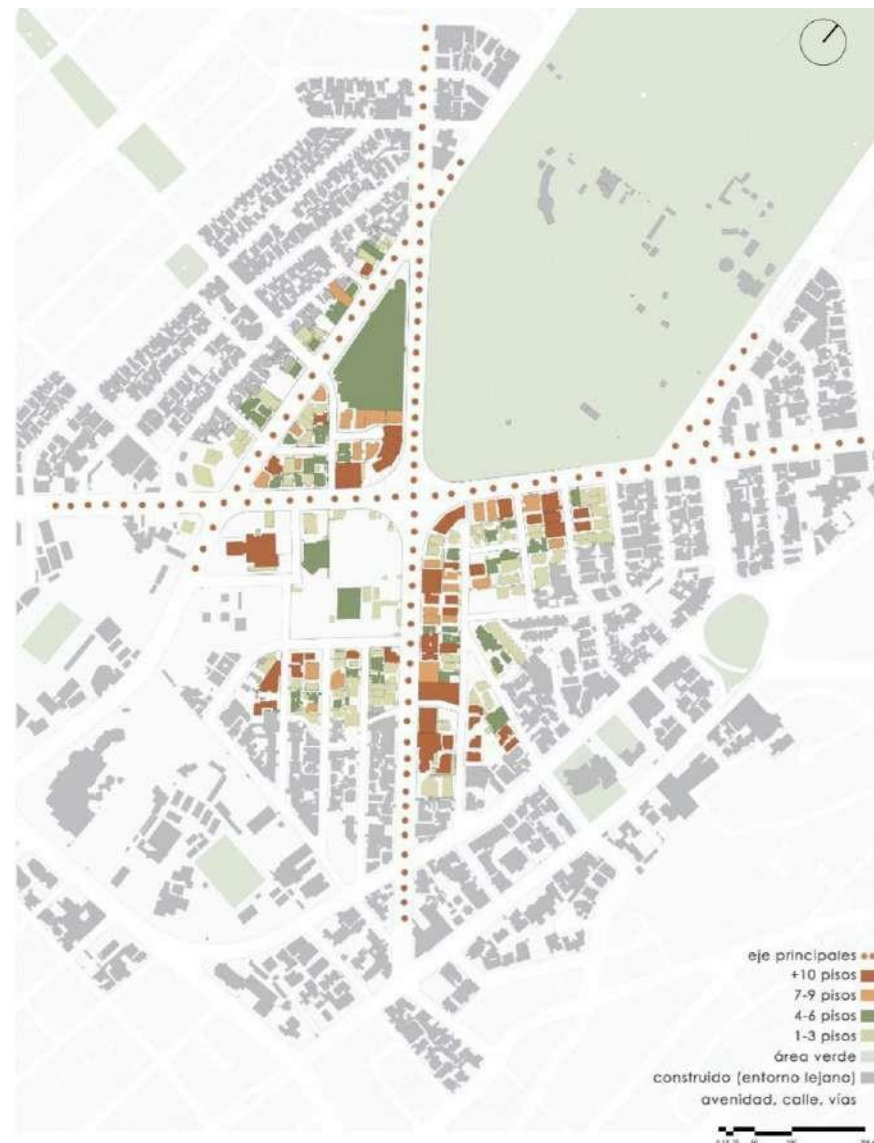 eje principales
+10 pisos
7-9 pisos
4-6 pisos
1-3 pisos
área verde
construido (entorno lejano)
avenidad, calle, vías